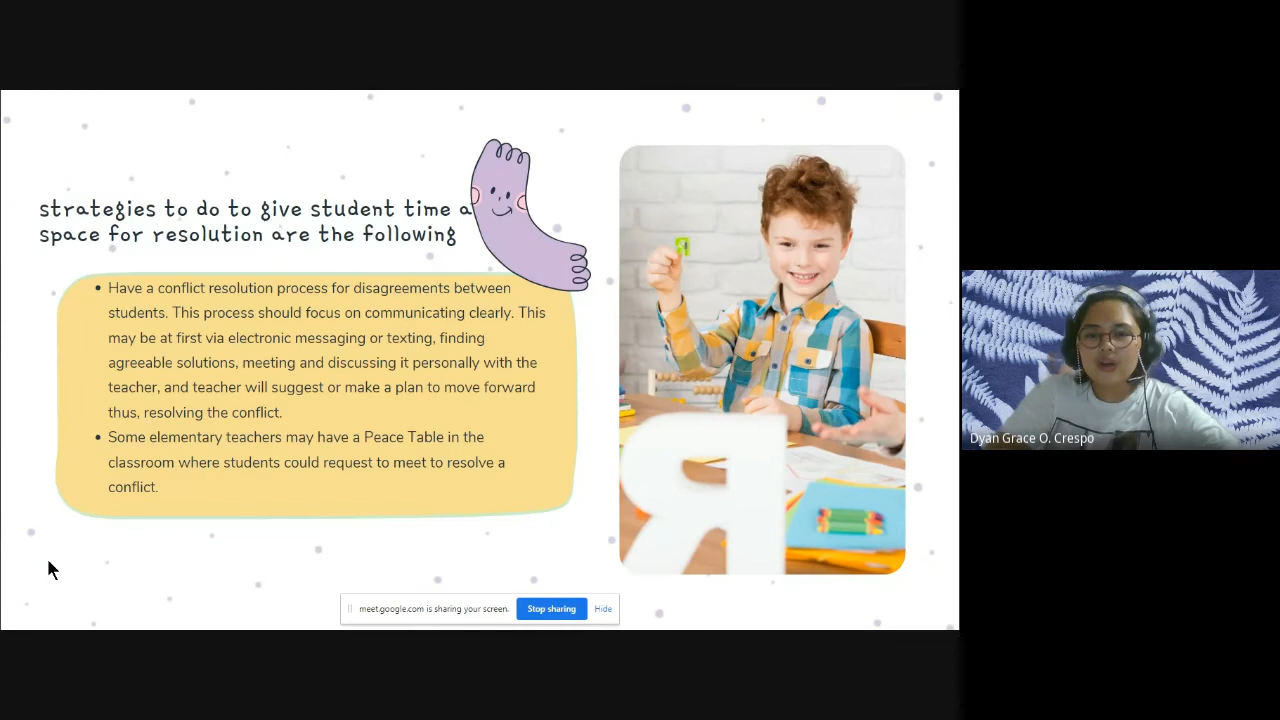 strategies to do to give student time a
space for resolution are the following
• Have a conflict resolution process for disagreements between
students. This process should focus on communicating clearly. This
may be at first via electronic messaging or texting, finding
agreeable solutions, meeting and discussing it personally with the
teacher, and teacher will suggest or make a plan to move forward
thus, resolving the conflict.
• Some elementary teachers may have a Peace Table in the
classroom where students could request to meet to resolve a
conflict.
R
meet.google.com is sharing your screen.
Stop sharing
Hide
Dyan Grace O. Crespo